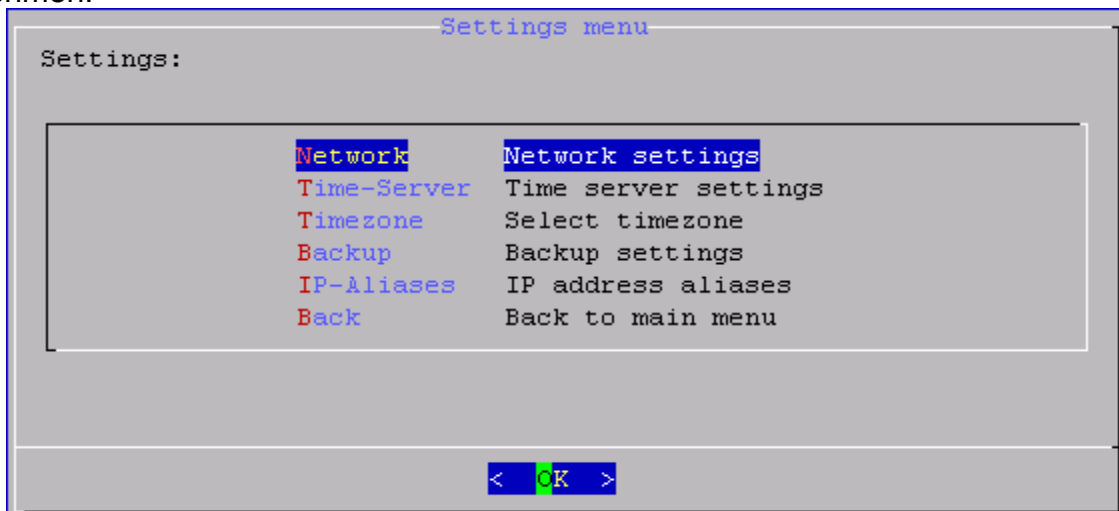 Settings menu
Settings:
Network Network settings
Time-Server Time server settings
Timezone Select timezone
Backup Backup settings
IP-Aliases IP address aliases
Back Back to main menu
< OK >